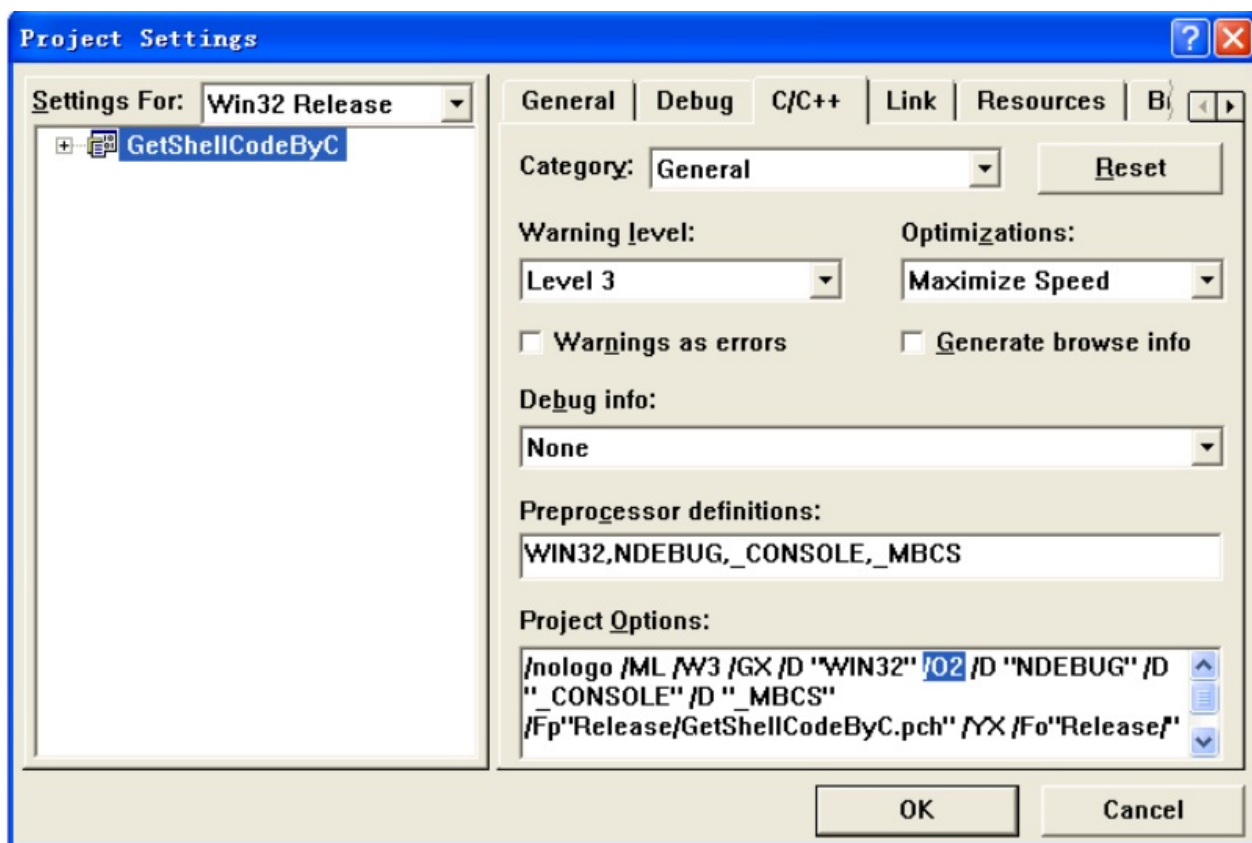 Project Settings
Settings For: Win32 Release
GetShellCodeByC
General Debug C/C++ Link Resources
Category: General Reset
Warning level: Optimizations:
Level 3 Maximize Speed
Warnings as errors Generate browse info
Debug info:
None
Preprocessor definitions:
WIN32,NDEBUG,_CONSOLE,_MBCS
Project Options:
/nologo /ML /W3 /GX /D "WIN32" /O2 /D "NDEBUG" /D
"_CONSOLE" /D "_MBCS"
/Fp"Release/GetShellCodeByC.pch" /YX /Fo"Release/"
OK Cancel